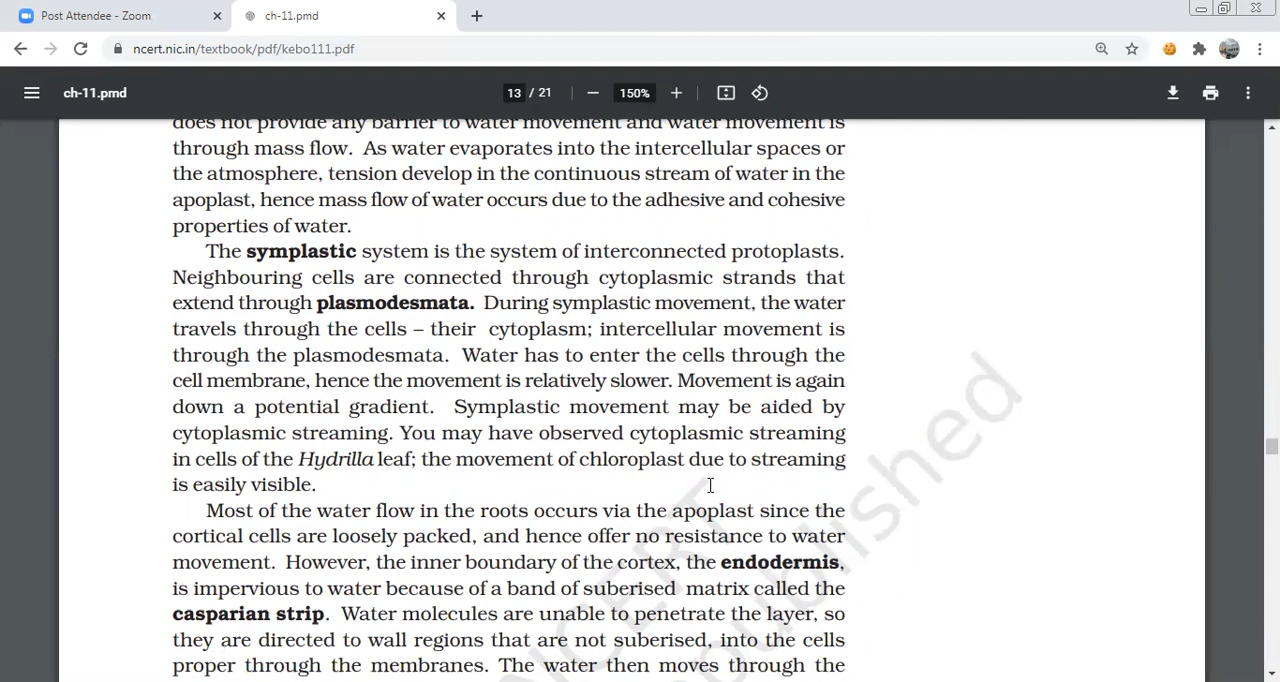 Post Attendee - Zoom
ch-11.pmd
ncert.nic.in/textbook/pdf/kebo111.pdf
ch-11.pmd
13 / 21
150%
does not provide any barrier to water movement and water movement is
through mass flow. As water evaporates into the intercellular spaces or
the atmosphere, tension develop in the continuous stream of water in the
apoplast, hence mass flow of water occurs due to the adhesive and cohesive
properties of water.
The symplastic system is the system of interconnected protoplasts.
Neighbouring cells are connected through cytoplasmic strands that
extend through plasmodesmata. During symplastic movement, the water
travels through the cells – their cytoplasm; intercellular movement is
through the plasmodesmata. Water has to enter the cells through the
cell membrane, hence the movement is relatively slower. Movement is again
down a potential gradient. Symplastic movement may be aided by
cytoplasmic streaming. You may have observed cytoplasmic streaming
in cells of the Hydrilla leaf; the movement of chloroplast due to streaming
is easily visible.
Most of the water flow in the roots occurs via the apoplast since the
cortical cells are loosely packed, and hence offer no resistance to water
movement. However, the inner boundary of the cortex, the endodermis,
is impervious to water because of a band of suberised matrix called the
casparian strip. Water molecules are unable to penetrate the layer, so
they are directed to wall regions that are not suberised, into the cells
proper through the membranes. The water then moves through the
NCERT
published